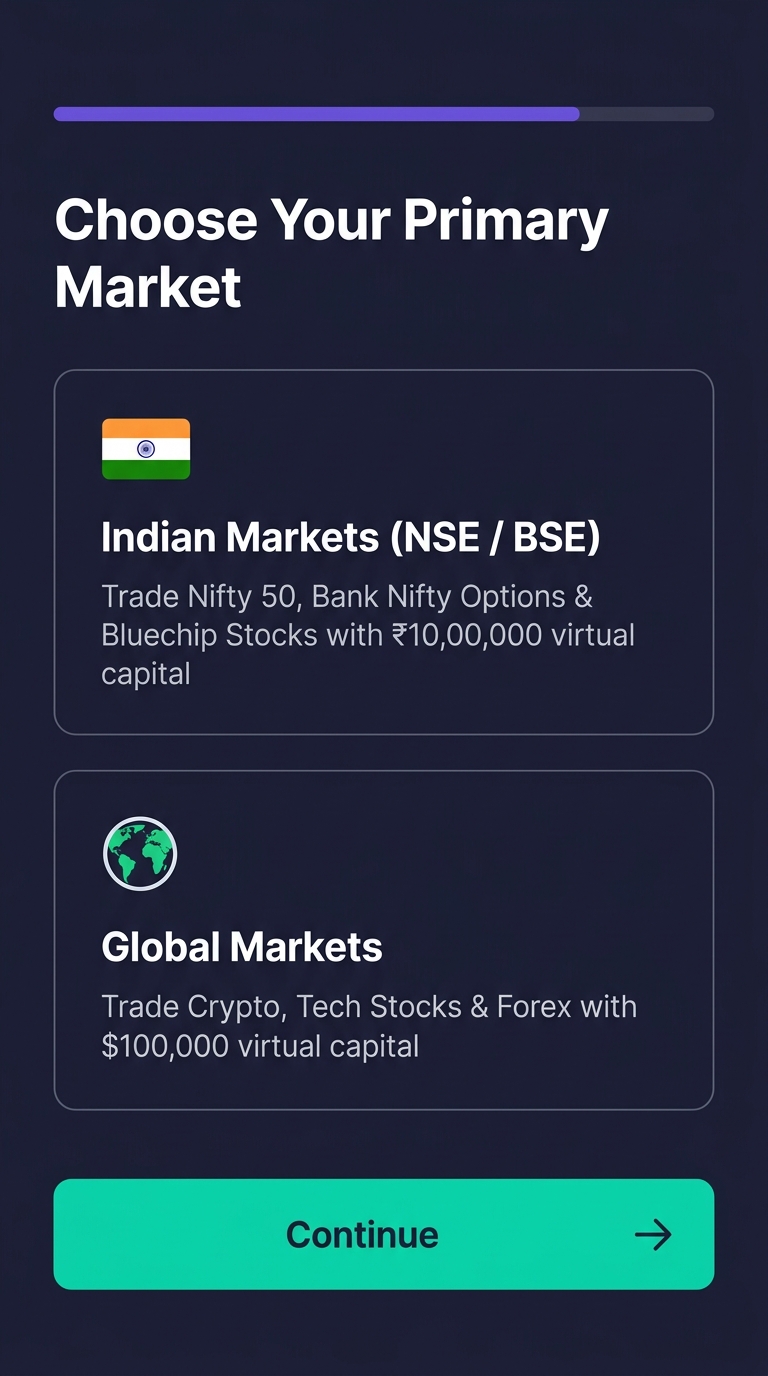 Choose Your Primary
Market
Indian Markets (NSE / BSE)
Trade Nifty 50, Bank Nifty Options &
Bluechip Stocks with ₹10,00,000 virtual
capital
Global Markets
Trade Crypto, Tech Stocks & Forex with
$100,000 virtual capital
Continue